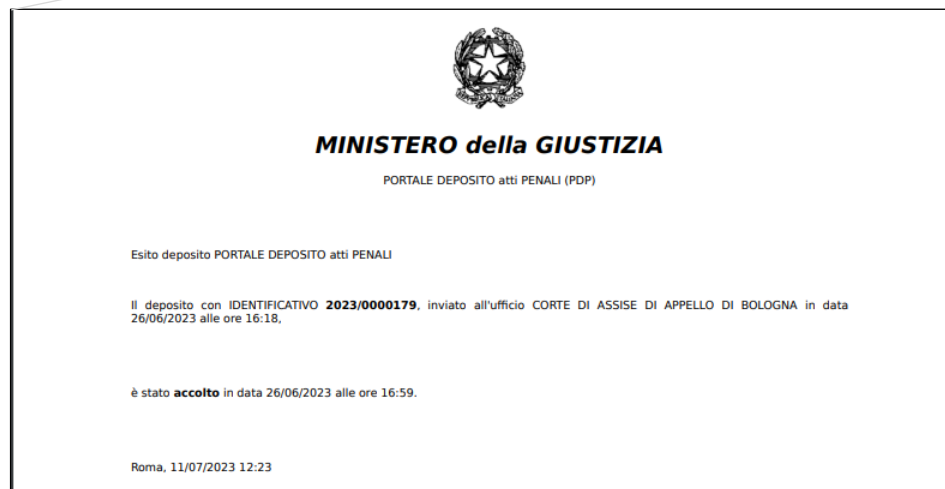 MINISTERO della GIUSTIZIA
PORTALE DEPOSITO atti PENALI (PDP)
Esito deposito PORTALE DEPOSITO atti PENALI
Il deposito con IDENTIFICATIVO 2023/0000179, inviato all'ufficio CORTE DI ASSISE DI APPELLO DI BOLOGNA in data
26/06/2023 alle ore 16:18,
è stato accolto in data 26/06/2023 alle ore 16:59.
Roma, 11/07/2023 12:23